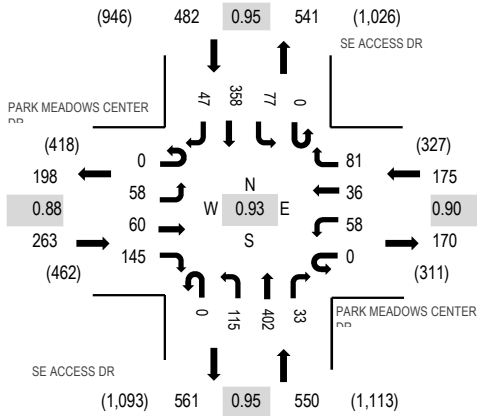 (946) 482 0.95 541 (1,026)
SE ACCESS DR
47 358 77 0
PARK MEADOWS CENTER
DR
(418) 0 81 (327)
198 58 N 36 175
0.88 60 W 0.93 E 58 0.90
263 145 S 0 170
(462) (311)
0 115 402 33
PARK MEADOWS CENTER
DR
SE ACCESS DR
(1,093) 561 0.95 550 (1,113)